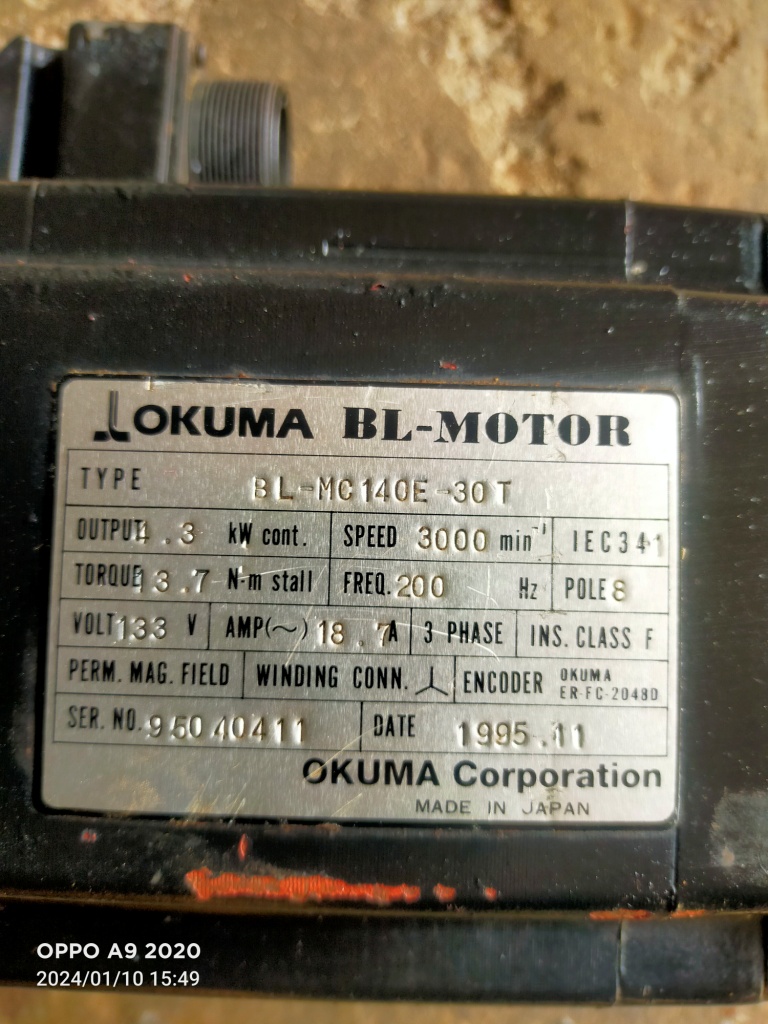 OKUMA BL-MOTOR
TYPE BL-MC140E-30T
OUTPUT 4.3 kW cont. SPEED 3000 min⁻¹ IEC34-1
TORQUE 13.7 N·m stall FREQ. 200 Hz POLE 8
VOLT 133 V AMP(~) 18.7A 3 PHASE INS. CLASS F
PERM. MAG. FIELD WINDING CONN. ENCODER OKUMA
ER-FC-2048D
SER. NO. 95040411 DATE 1995.11
OKUMA Corporation
MADE IN JAPAN
OPPO A9 2020
2024/01/10 15:49